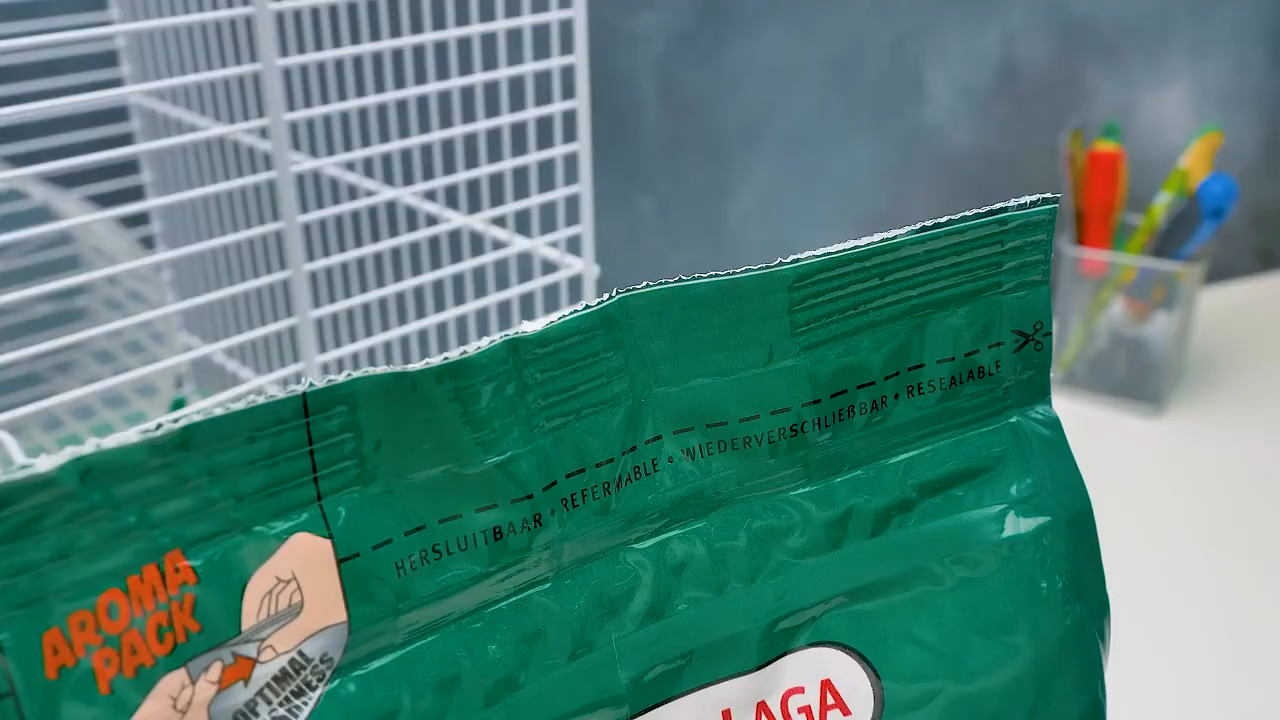 HERSLUITBAAR • REFERMABLE • WIEDERVERSCHLIEßBAR • RESEALABLE
AROMA
PACK
OPTIMAL
LAGA